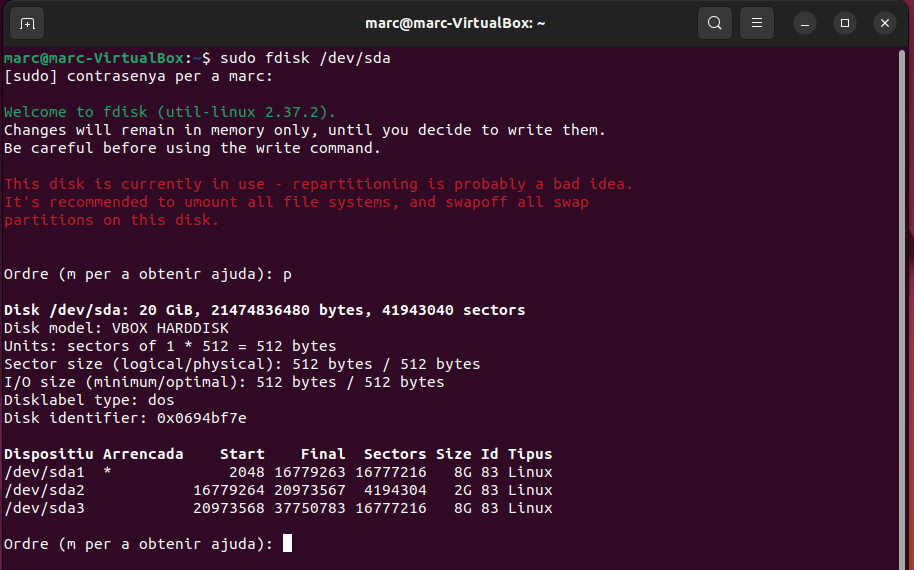 marc@marc-VirtualBox: ~
marc@marc-VirtualBox:~$ sudo fdisk /dev/sda
[sudo] contrasenya per a marc:
Welcome to fdisk (util-linux 2.37.2).
Changes will remain in memory only, until you decide to write them.
Be careful before using the write command.
This disk is currently in use - repartitioning is probably a bad idea.
It's recommended to umount all file systems, and swapoff all swap
partitions on this disk.
Ordre (m per a obtenir ajuda): p
Disk /dev/sda: 20 GiB, 21474836480 bytes, 41943040 sectors
Disk model: VBOX HARDDISK
Units: sectors of 1 * 512 = 512 bytes
Sector size (logical/physical): 512 bytes / 512 bytes
I/O size (minimum/optimal): 512 bytes / 512 bytes
Disklabel type: dos
Disk identifier: 0x0694bf7e
Dispositiu Arrencada    Start    Final  Sectors Size Id Tipus
/dev/sda1  *             2048 16779263 16777216   8G 83 Linux
/dev/sda2            16779264 20973567  4194304   2G 83 Linux
/dev/sda3            20973568 37750783 16777216   8G 83 Linux
Ordre (m per a obtenir ajuda):